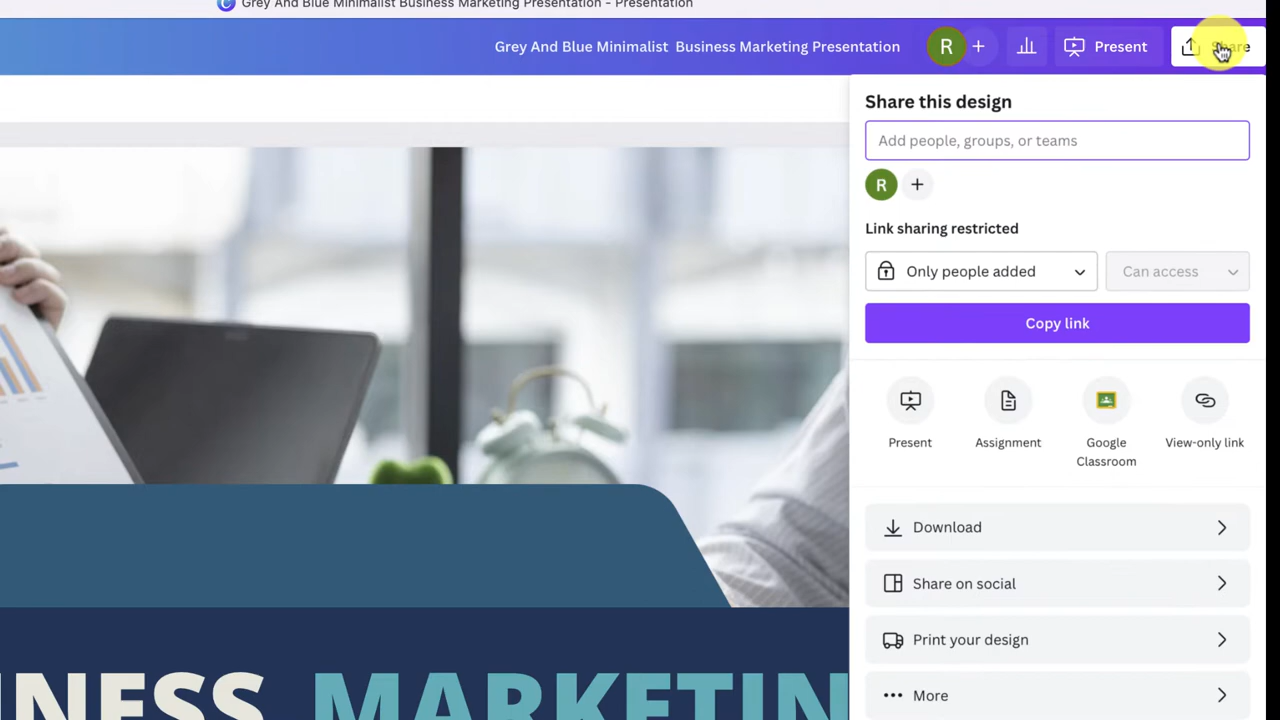 Grey And Blue Minimalist Business Marketing Presentation - Presentation
Grey And Blue Minimalist Business Marketing Presentation
R
Present
Share
Share this design
Add people, groups, or teams
R
Link sharing restricted
Only people added
Can access
Copy link
Present
Assignment
Google
Classroom
View-only link
Download
Share on social
Print your design
More
INESS MARKETIN